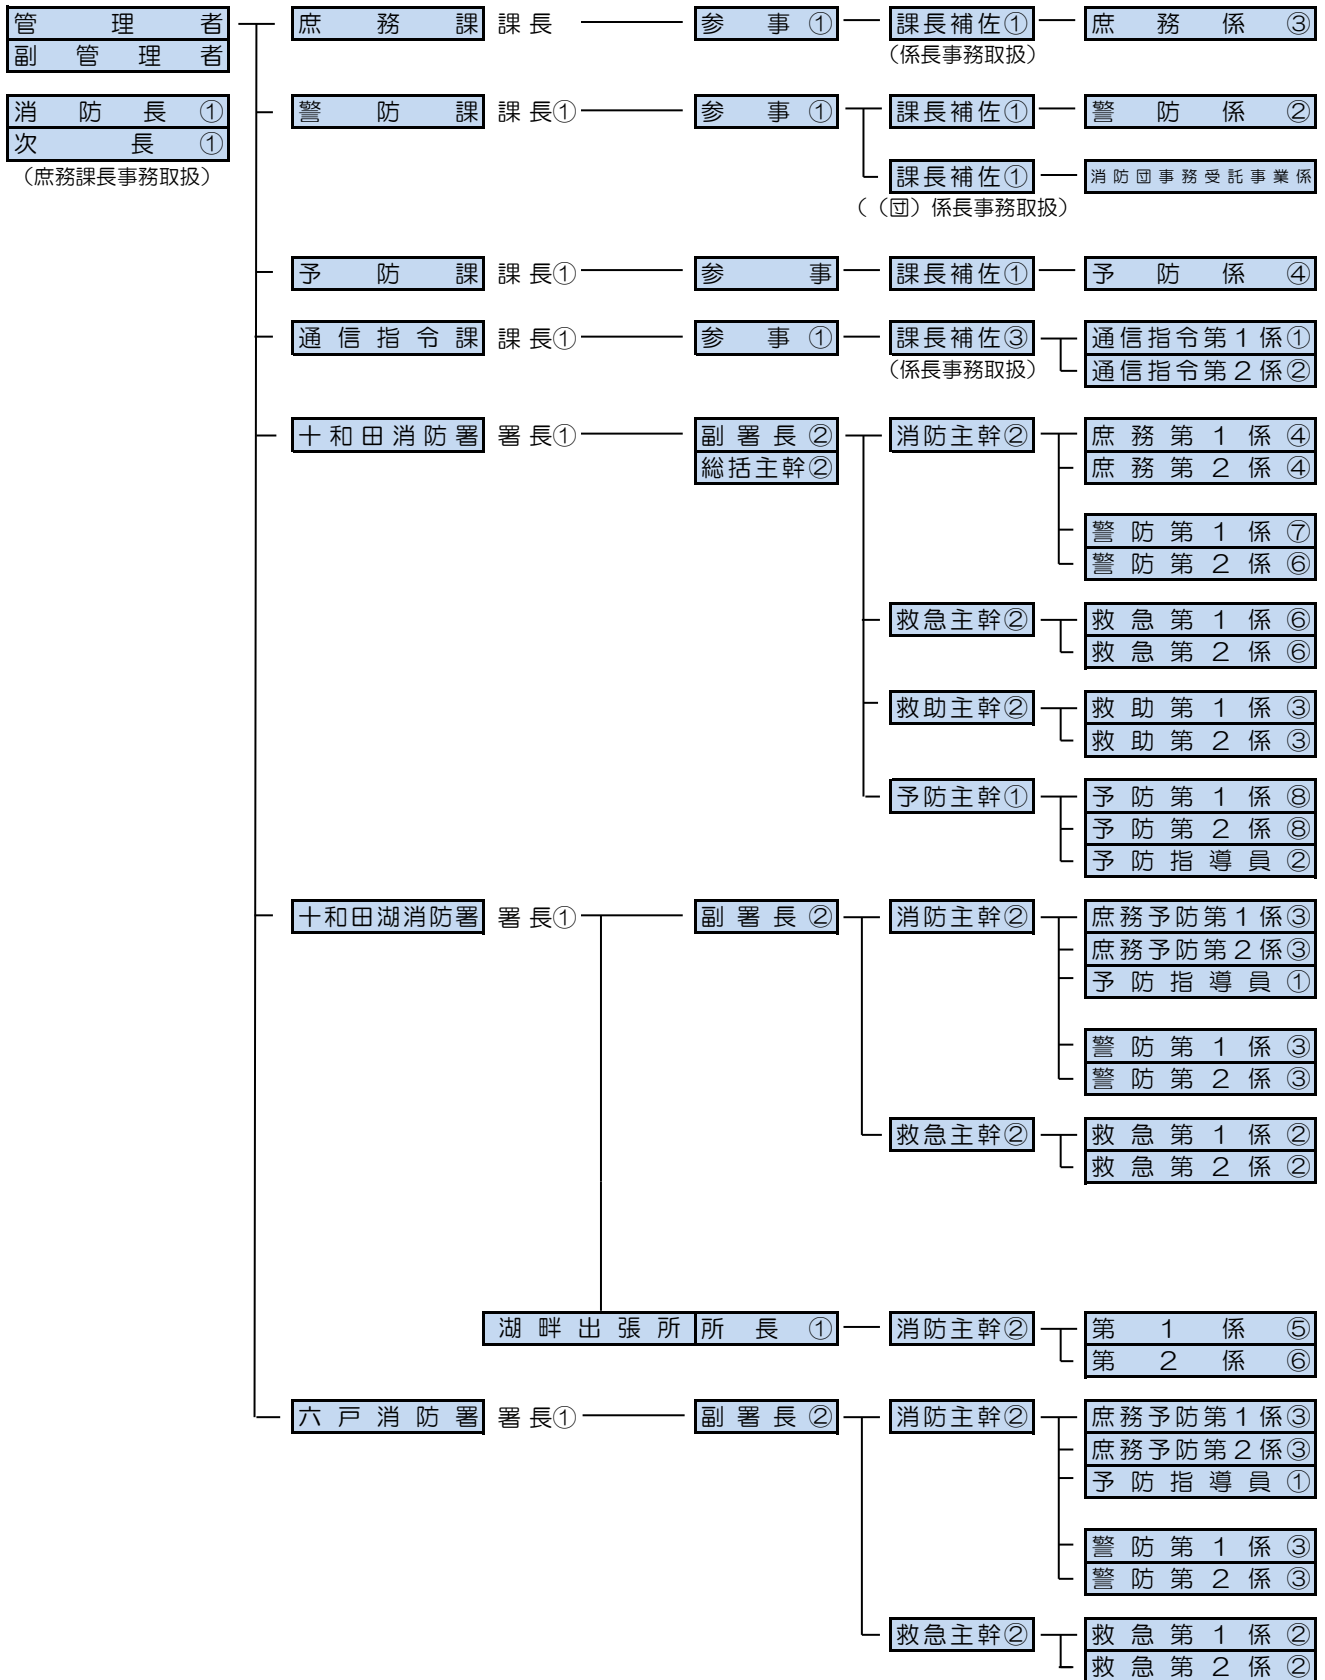 管理者 庶務課 課長 参事① 課長補佐① 庶務係③
副管理者 (係長事務取扱)
消防長① 警防課 課長① 参事① 課長補佐① 警防係②
次長①
(庶務課長事務取扱) 課長補佐① 消防団事務受託事業係
((団)係長事務取扱)
予防課 課長① 参事 課長補佐① 予防係④
通信指令課 課長① 参事① 課長補佐③ 通信指令第1係①
(係長事務取扱) 通信指令第2係②
十和田消防署 署長① 副署長② 消防主幹② 庶務第1係④
総括主幹② 庶務第2係④
警防第1係⑦
警防第2係⑥
救急主幹② 救急第1係⑥
救急第2係⑥
救助主幹② 救助第1係③
救助第2係③
予防主幹① 予防第1係⑧
予防第2係⑧
予防指導員②
十和田湖消防署 署長① 副署長② 消防主幹② 庶務予防第1係③
庶務予防第2係③
予防指導員①
警防第1係③
警防第2係③
救急主幹② 救急第1係②
救急第2係②
湖畔出張所 所長① 消防主幹② 第1係⑤
第2係⑥
六戸消防署 署長① 副署長② 消防主幹② 庶務予防第1係③
庶務予防第2係③
予防指導員①
警防第1係③
警防第2係③
救急主幹② 救急第1係②
救急第2係②